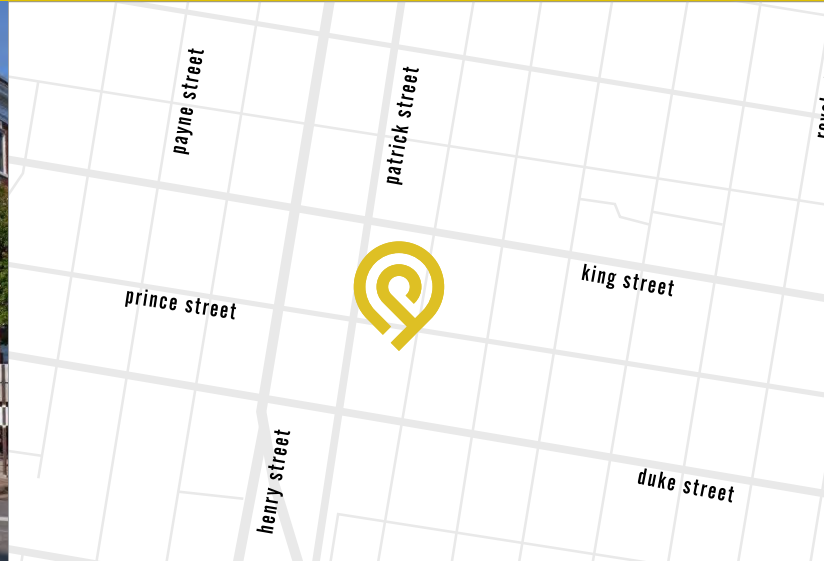 payne street
patrick street
king street
prince street
henry street
duke street